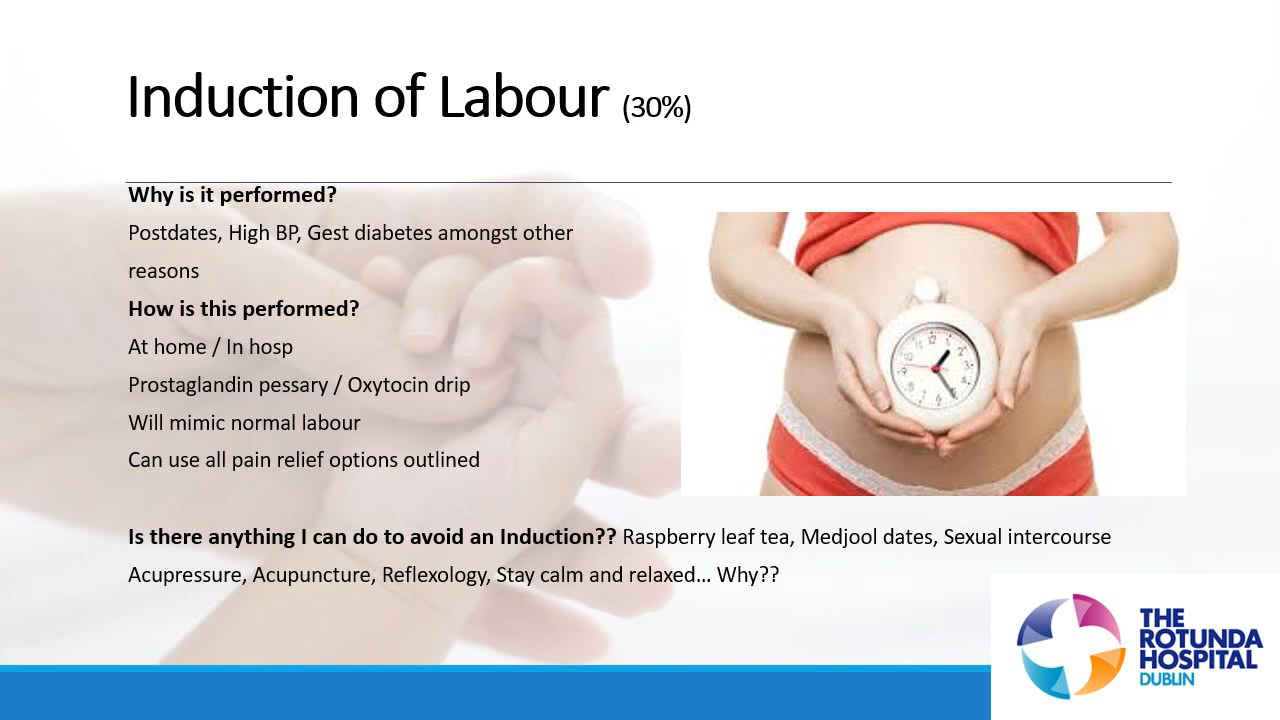 Induction of Labour (30%)
Why is it performed?
Postdates, High BP, Gest diabetes amongst other
reasons
How is this performed?
At home / In hosp
Prostaglandin pessary / Oxytocin drip
Will mimic normal labour
Can use all pain relief options outlined
Is there anything I can do to avoid an Induction?? Raspberry leaf tea, Medjool dates, Sexual intercourse
Acupressure, Acupuncture, Reflexology, Stay calm and relaxed... Why??
THE
ROTUNDA
HOSPITAL
DUBLIN